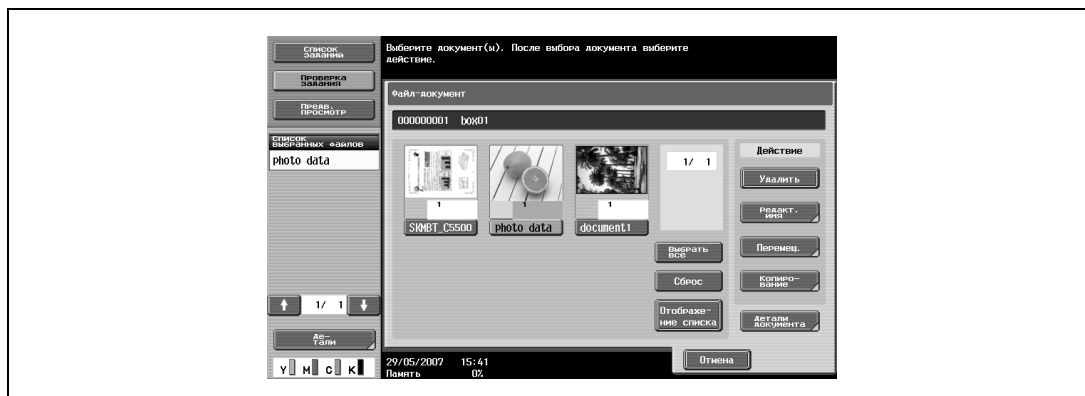 Список
заданий
Выберите документ(ы). После выбора документа выберите
действие.
Проверка
задания
Предв.
просмотр
Файл-документ
000000001 box01
Список
выбранных файлов
photo data
1/ 1
Действие
Удалить
1
1
1
SKMBT_C5500
photo data
document1
Редакт.
имя
Выбрать
все
Перемещ.
Сброс
Копиро-
вание
1/ 1
Отображе-
ние списка
Детали
документа
Де-
тали
Отмена
Y M C K
29/05/2007 15:41
Память 0%